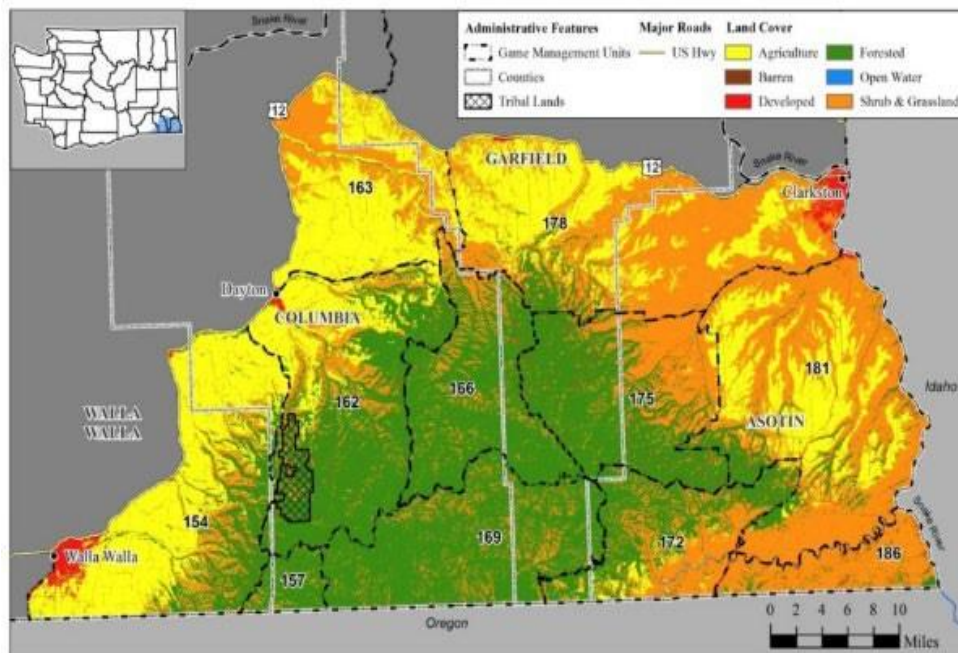 Snake River
Administrative Features
Game Management Units
Counties
Tribal Lands
Major Roads
US Hwy
Land Cover
Agriculture
Barren
Developed
Forested
Open Water
Shrub & Grassland
12
GARFIELD
12
Snake River
Clarkston
163
178
Dayton
COLUMBIA
166
181
162
175
Idaho
WALLA
WALLA
ASOTIN
154
169
172
Snake River
Walla Walla
157
186
Oregon
0 2 4 6 8 10
Miles